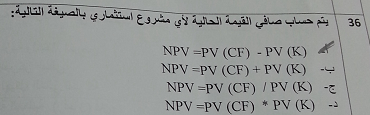 36 يتم حساب صافي القيمة الحالية لأي مشروع استثماري بالصيغة التالية:
أ- NPV =PV (CF) - PV (K)
ب- NPV =PV (CF) + PV (K)
ج- NPV =PV (CF) / PV (K)
د- NPV =PV (CF) * PV (K)